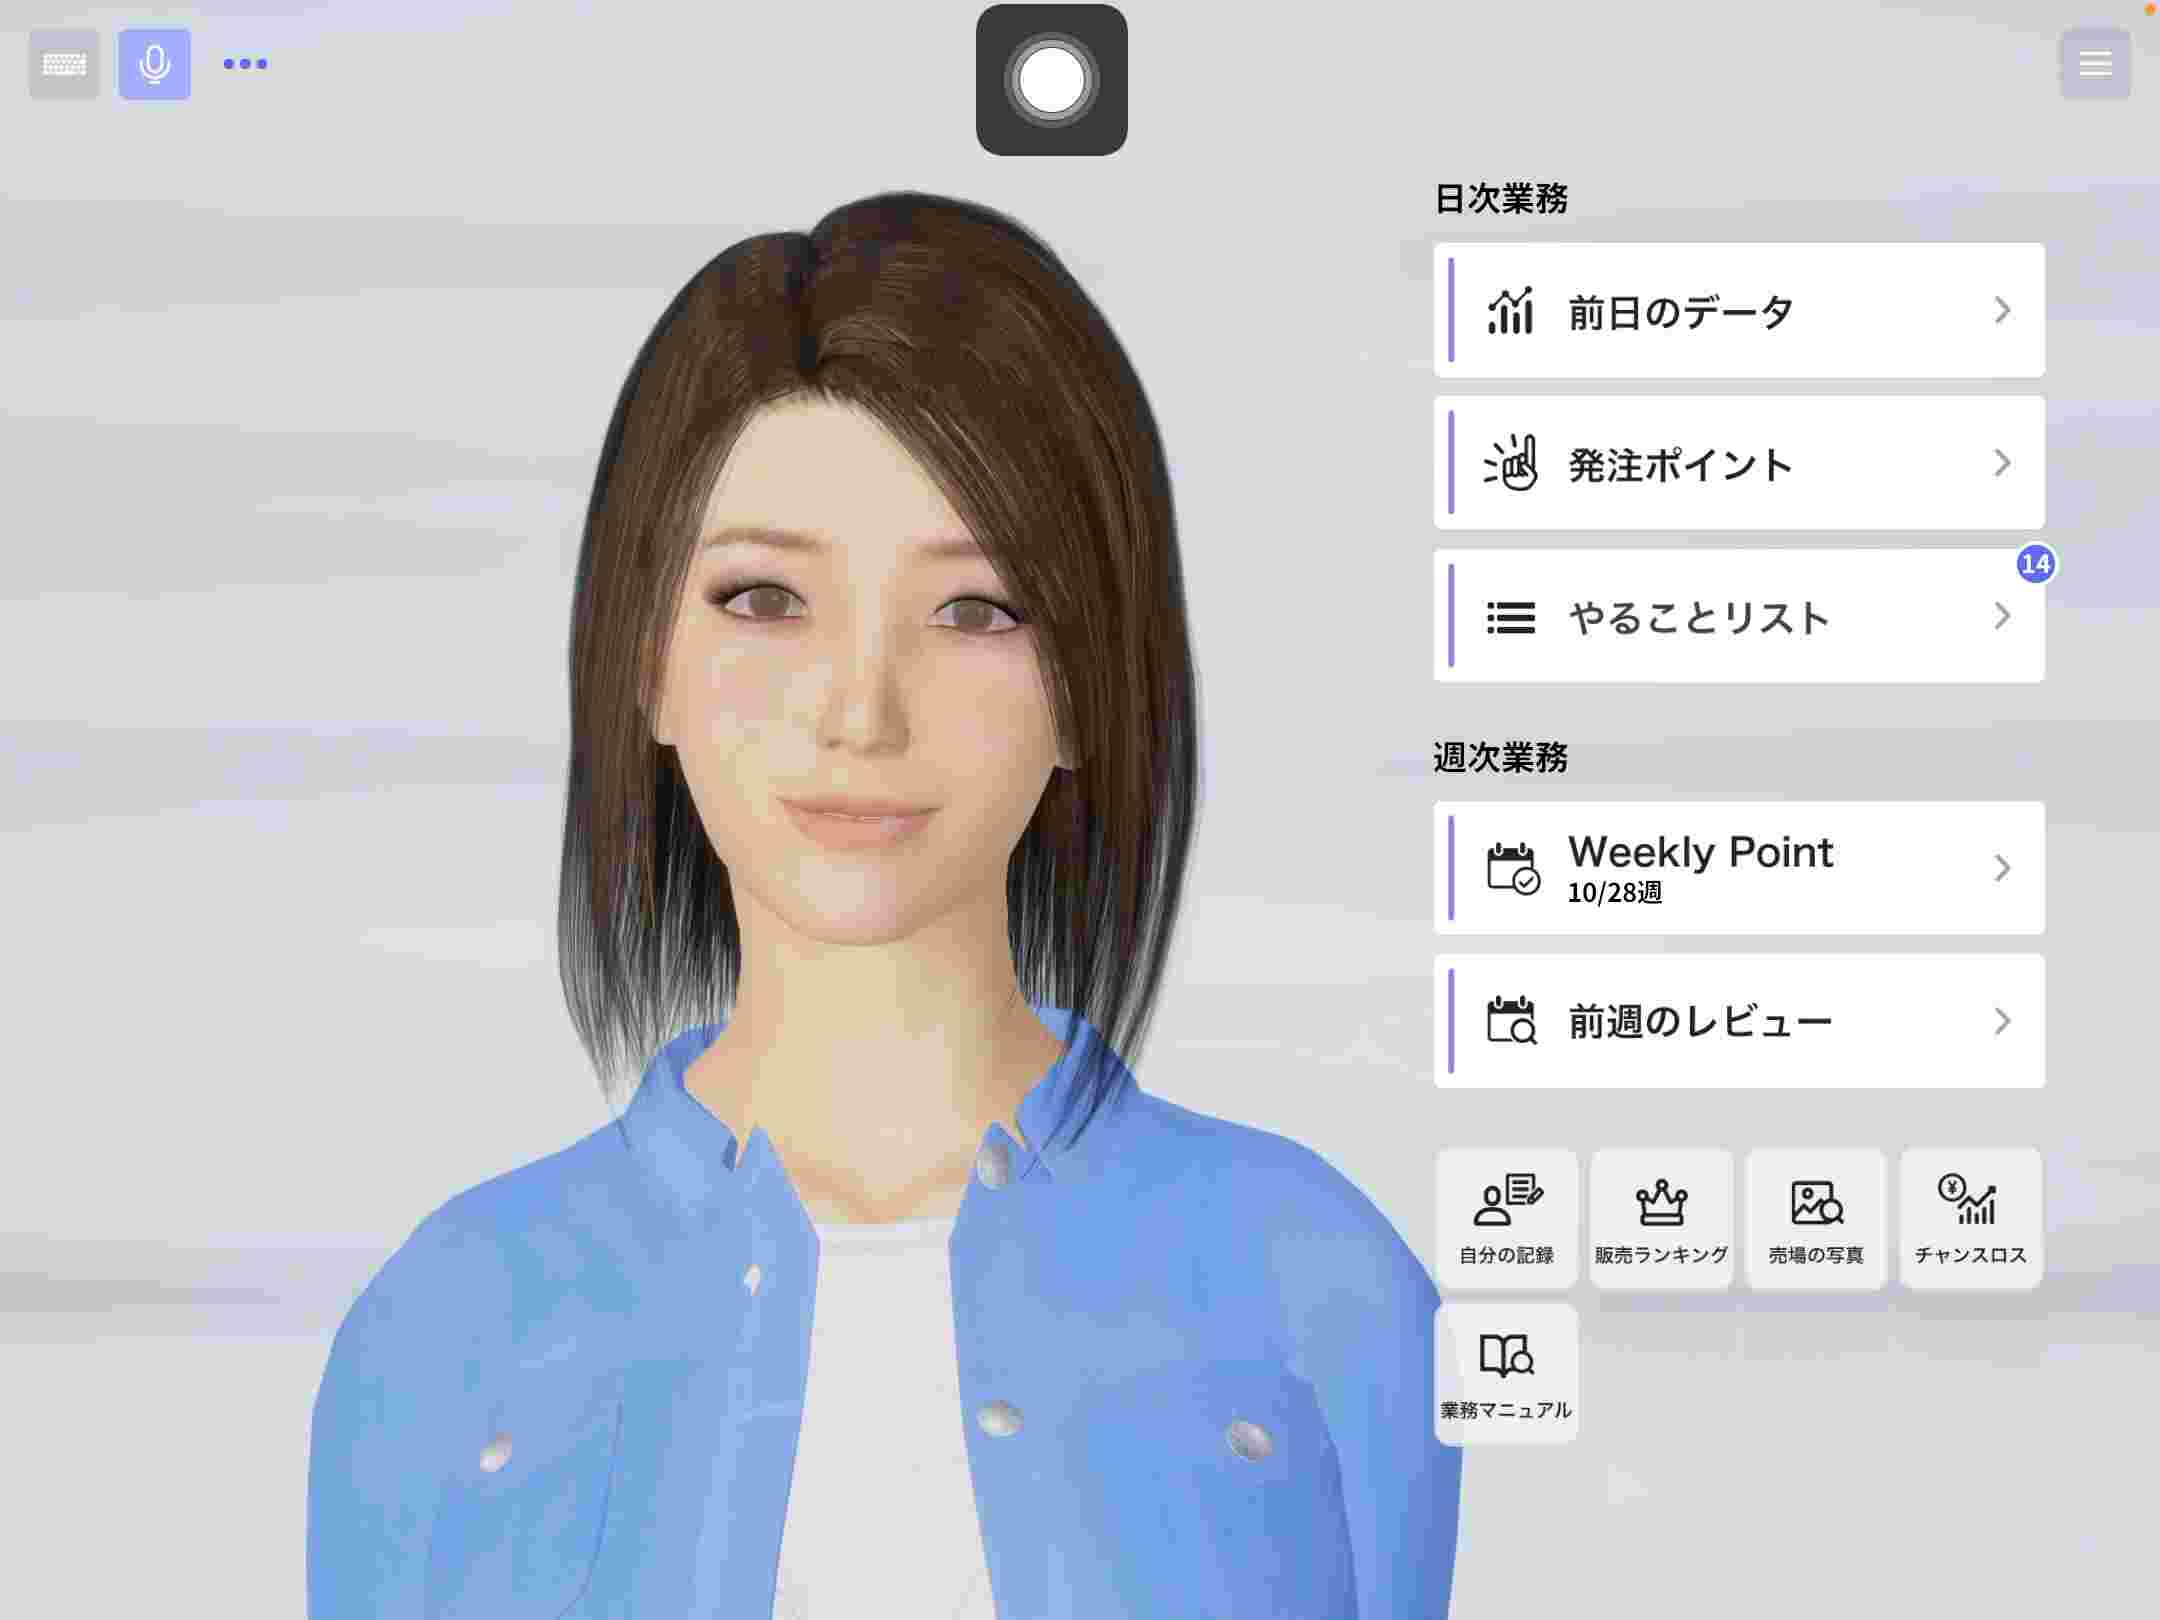 日次業務
前日のデータ
発注ポイント
14
やることリスト
週次業務
Weekly Point
10/28週
前週のレビュー
自分の記録
販売ランキング
売場の写真
チャンスロス
業務マニュアル